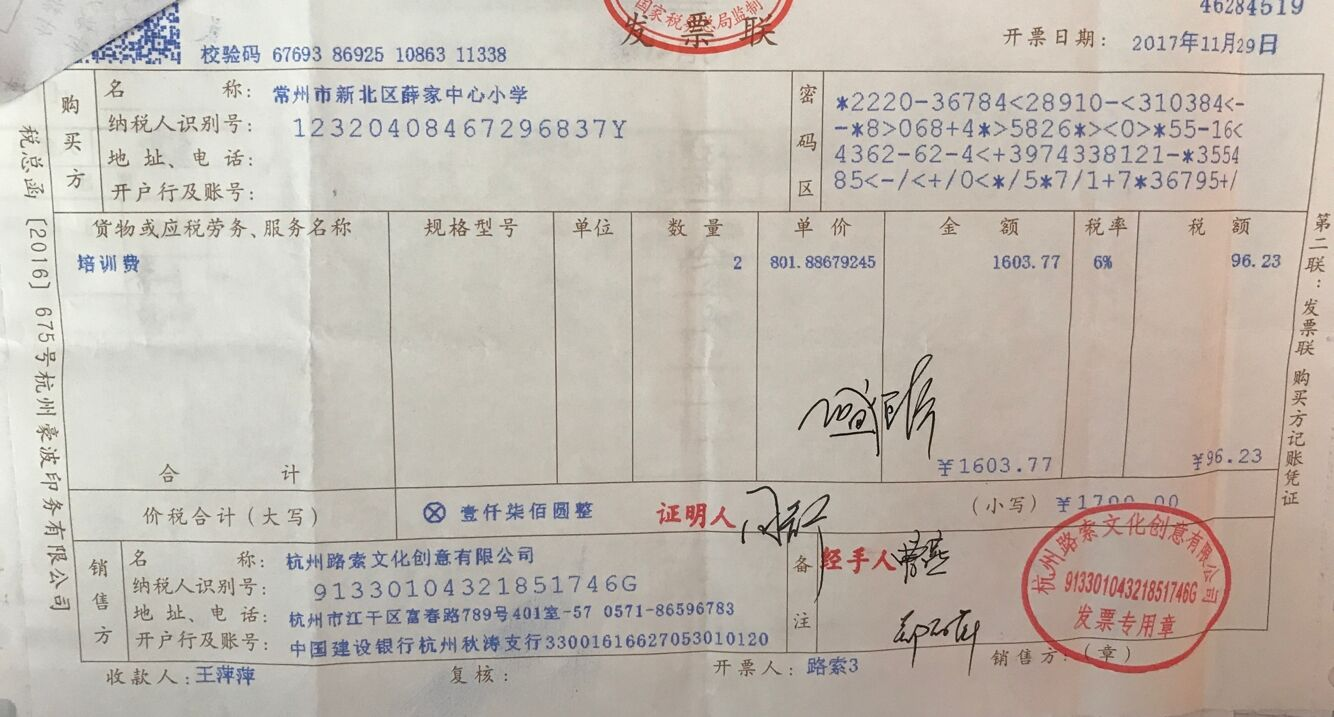 46284519
国家税务总局监制
发票联
校验码 67693 86925 10863 11338
开票日期: 2017年11月29日
购买方
名称: 常州市新北区薛家中心小学
纳税人识别号: 12320408467296837Y
地址、电话:
开户行及账号:
密码区
*2220-36784<28910-<310384<-
-*8>068+4*>5826*><0>*55-16<
4362-62-4<+3974338121-*3554
85<-/<+/0<*/5*7/1+7*36795+/
货物或应税劳务、服务名称 规格型号 单位 数量 单价 金额 税率 税额
培训费 2 801.88679245 1603.77 6% 96.23
合计 ¥1603.77 ¥96.23
价税合计(大写) ⊗ 壹仟柒佰圆整 证明人 (小写) ¥1700.00
销售方
名称: 杭州路索文化创意有限公司
纳税人识别号: 91330104321851746G
地址、电话: 杭州市江干区富春路789号401室-57 0571-86596783
开户行及账号: 中国建设银行杭州秋涛支行33001616627053010120
备注
经手人 曹燕
杭州路索文化创意有限公司
91330104321851746G
发票专用章
收款人: 王萍萍 复核: 开票人: 路索3 销售方:(章)
税总函[2016]675号杭州豪波印务有限公司
第二联:发票联 购买方记账凭证